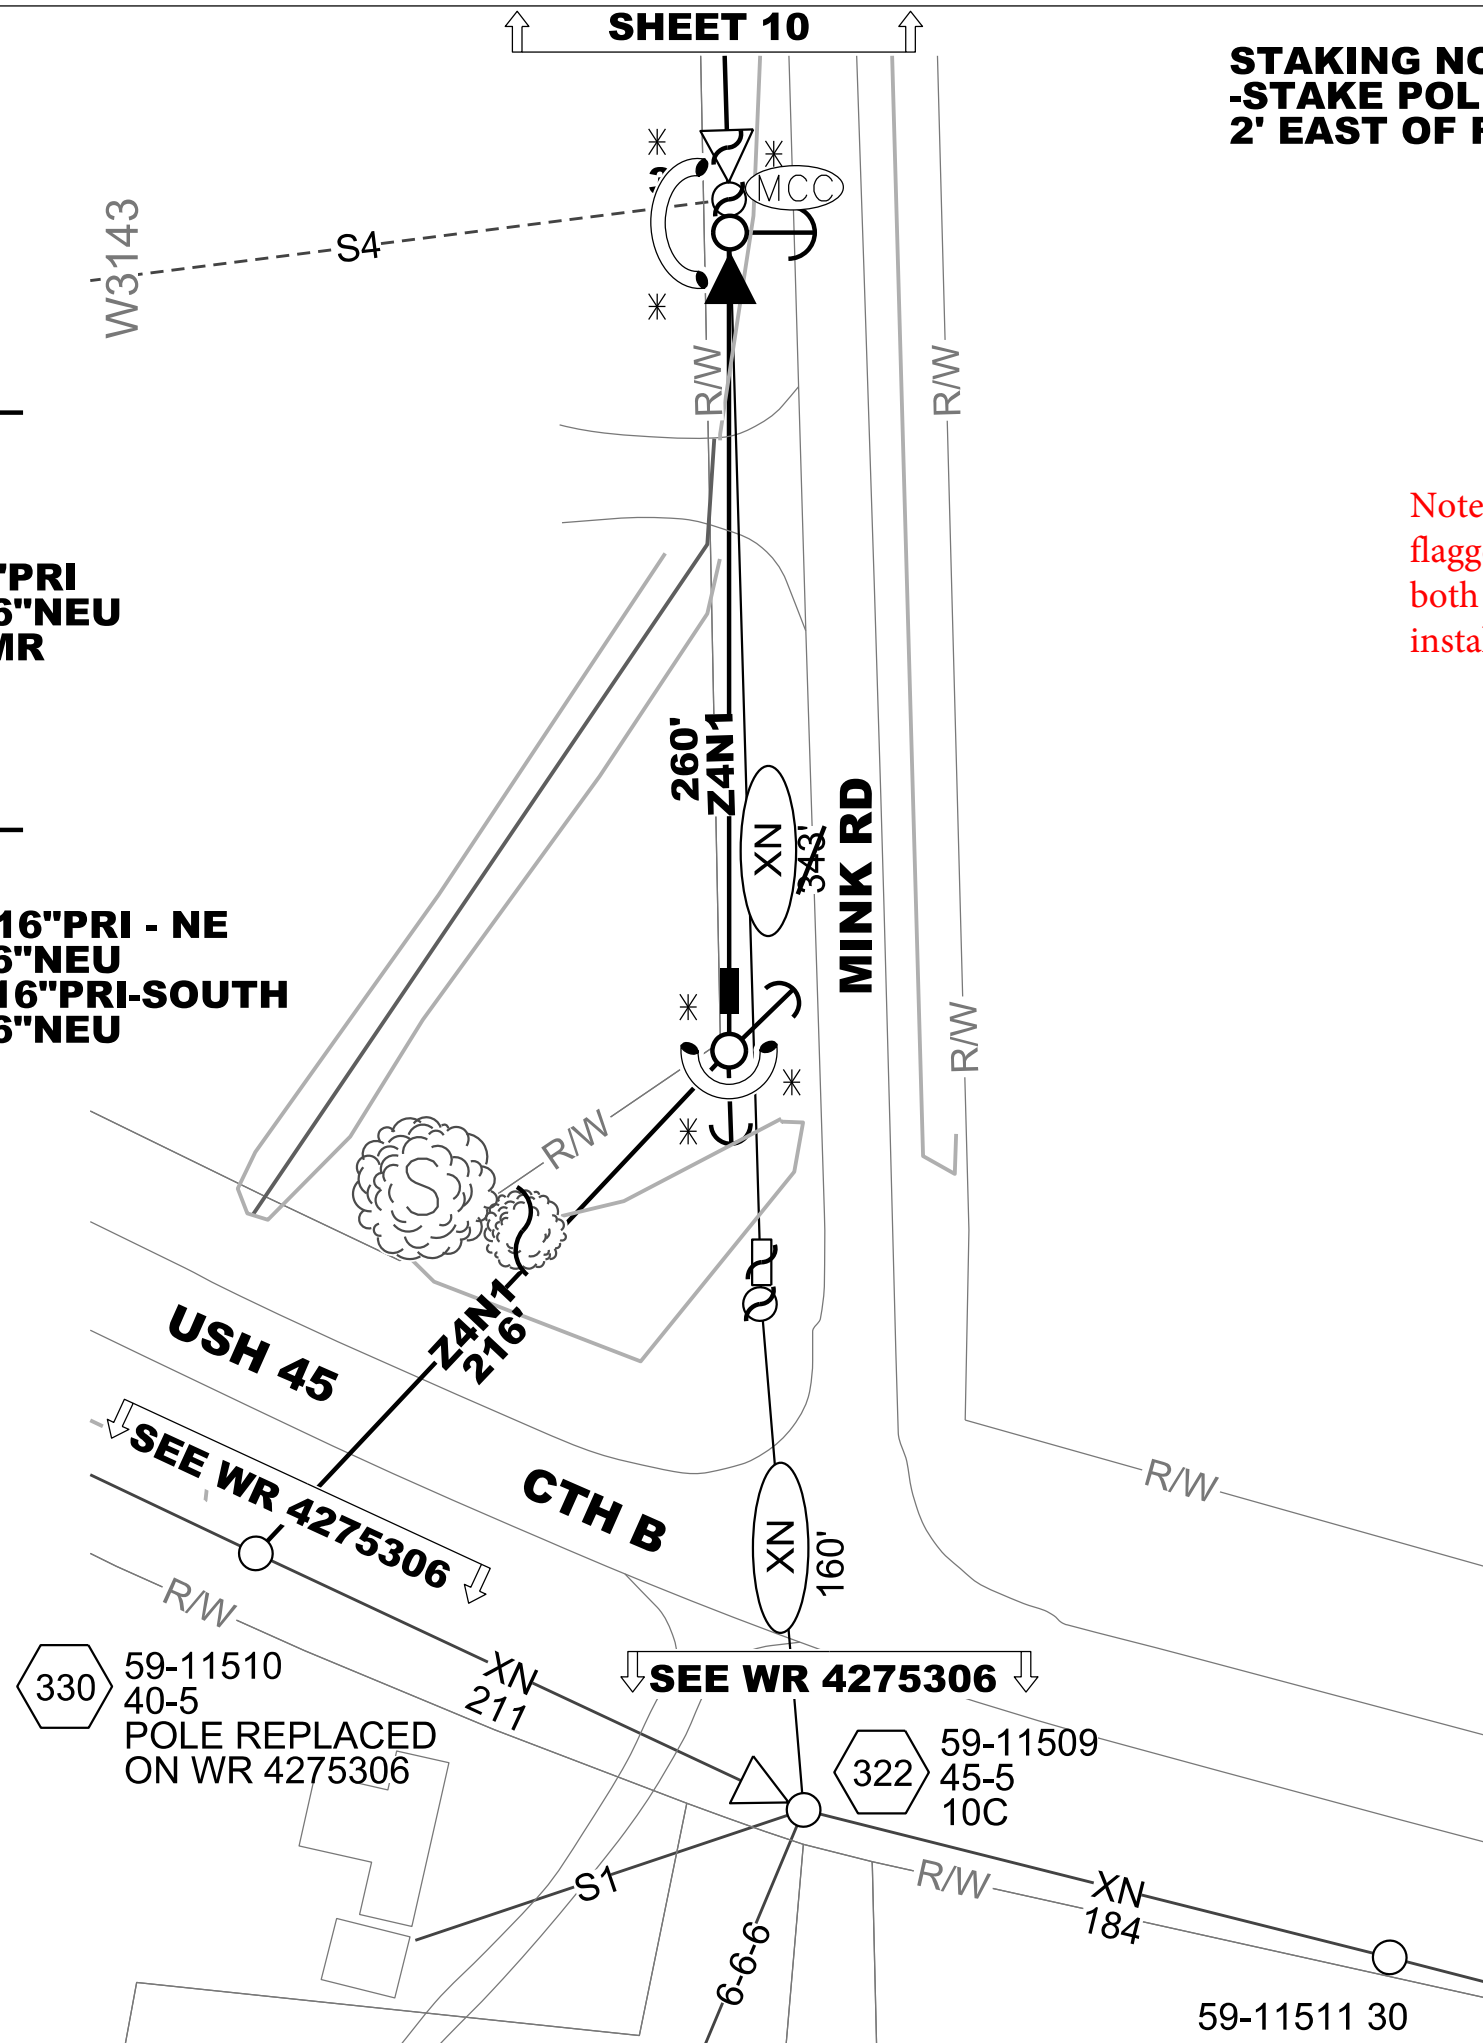 SHEET 10
STAKING NO
-STAKE POL
2' EAST OF
MCC
W3143
S4
R/W
R/W
Note
flagg
both
instal
"PRI
6"NEU
MR
260'
Z4N1
XN
343'
MINK RD
16"PRI - NE
6"NEU
16"PRI-SOUTH
6"NEU
R/W
R/W
S
Z4N1
216'
USH 45
SEE WR 4275306
CTH B
R/W
XN
160'
R/W
330
59-11510
40-5
POLE REPLACED
ON WR 4275306
XN
211
SEE WR 4275306
322
59-11509
45-5
10C
S1
R/W
XN
184
6-6-6
59-11511 30